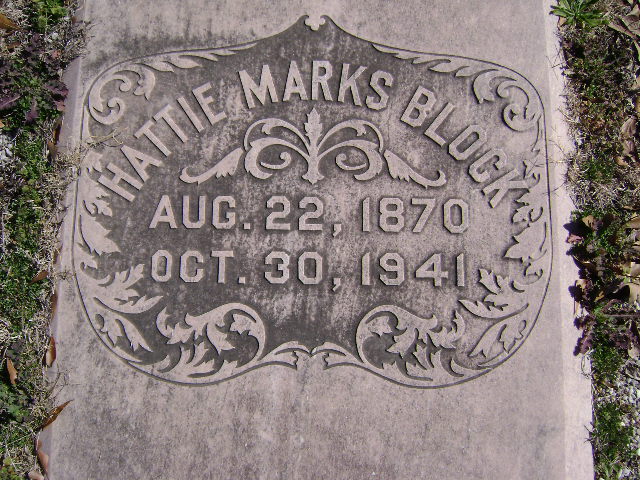 HATTIE MARKS BLOCK
AUG. 22, 1870
OCT. 30, 1941